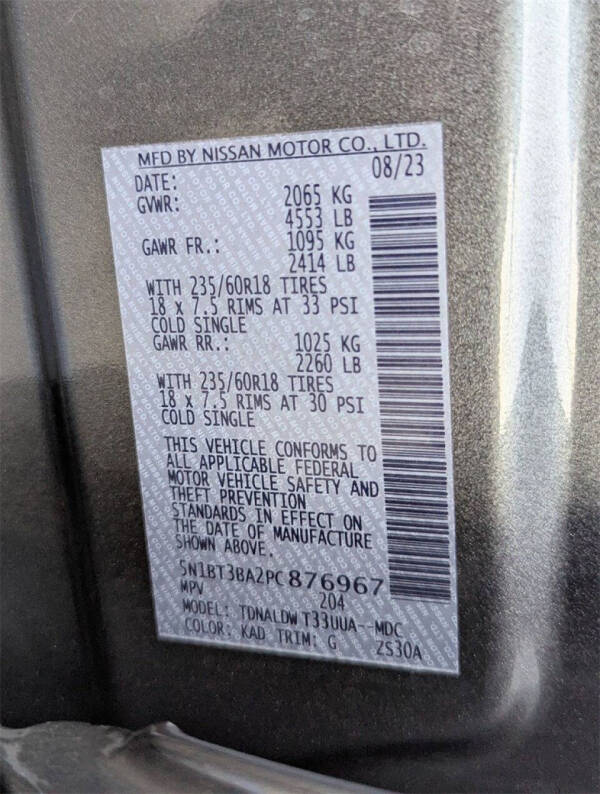 MFD BY NISSAN MOTOR CO., LTD.
DATE: 08/23
GVWR: 2065 KG
4553 LB
GAWR FR.: 1095 KG
2414 LB
WITH 235/60R18 TIRES
18 x 7.5 RIMS AT 33 PSI
COLD SINGLE
GAWR RR.: 1025 KG
2260 LB
WITH 235/60R18 TIRES
18 x 7.5 RIMS AT 30 PSI
COLD SINGLE
THIS VEHICLE CONFORMS TO
ALL APPLICABLE FEDERAL
MOTOR VEHICLE SAFETY AND
THEFT PREVENTION
STANDARDS IN EFFECT ON
THE DATE OF MANUFACTURE
SHOWN ABOVE.
5N1BT3BA2PC876967
MPV 204
MODEL: TDNALDW T33UUA--MDC
COLOR: KAD TRIM: G ZS30A